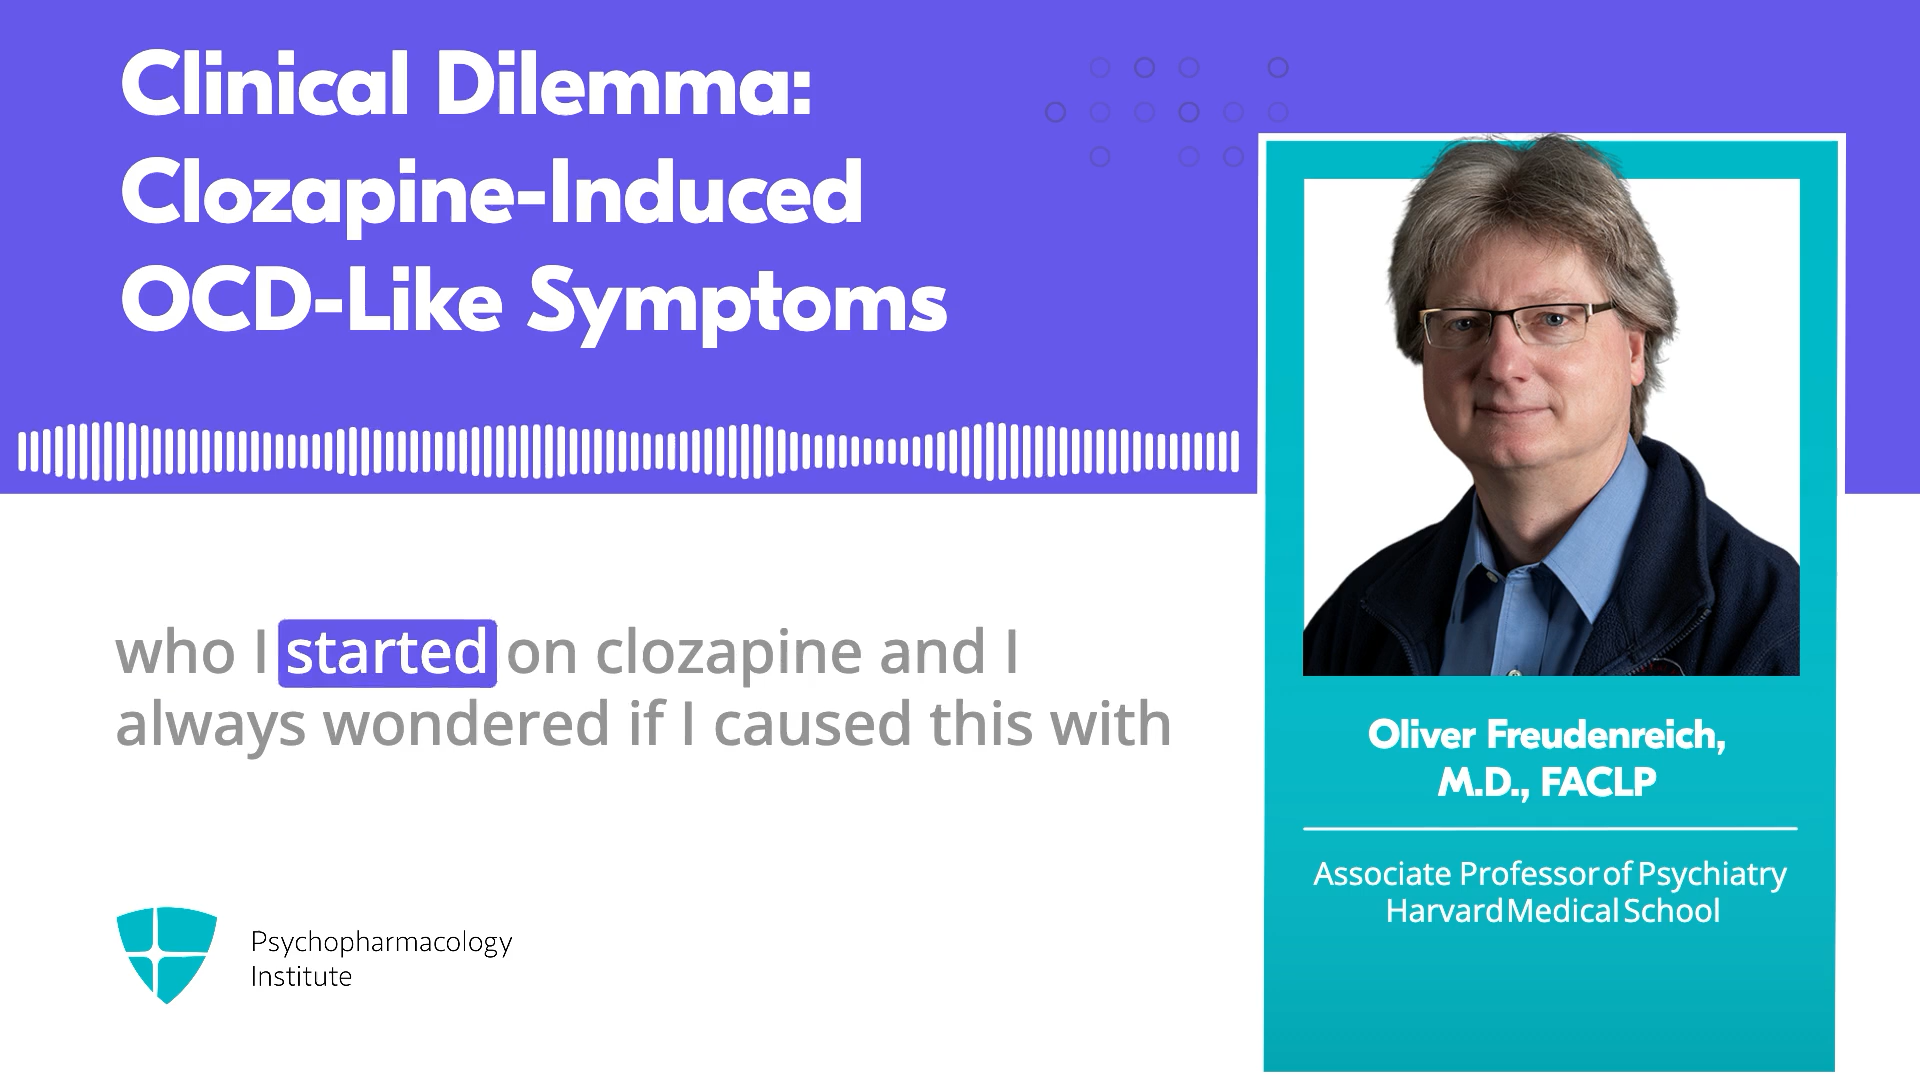 Clinical Dilemma:
Clozapine-Induced
OCD-Like Symptoms
who I started on clozapine and I
always wondered if I caused this with
Psychopharmacology
Institute
Oliver Freudenreich,
M.D., FACLP
Associate Professor of Psychiatry
Harvard Medical School